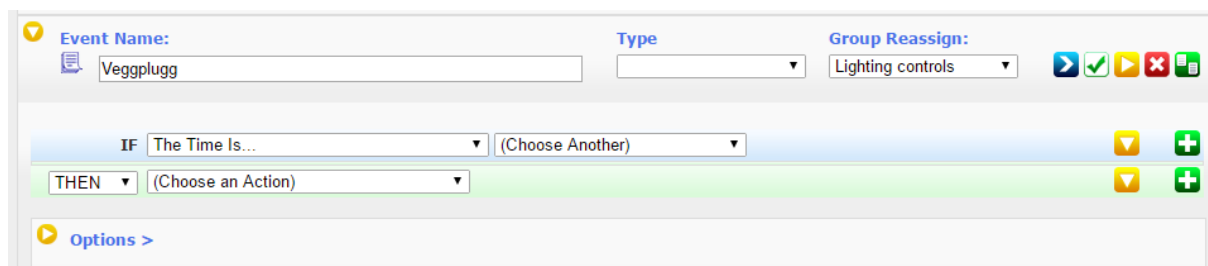 Event Name: Type Group Reassign:
Veggplugg Lighting controls
IF The Time Is... (Choose Another)
THEN (Choose an Action)
Options >